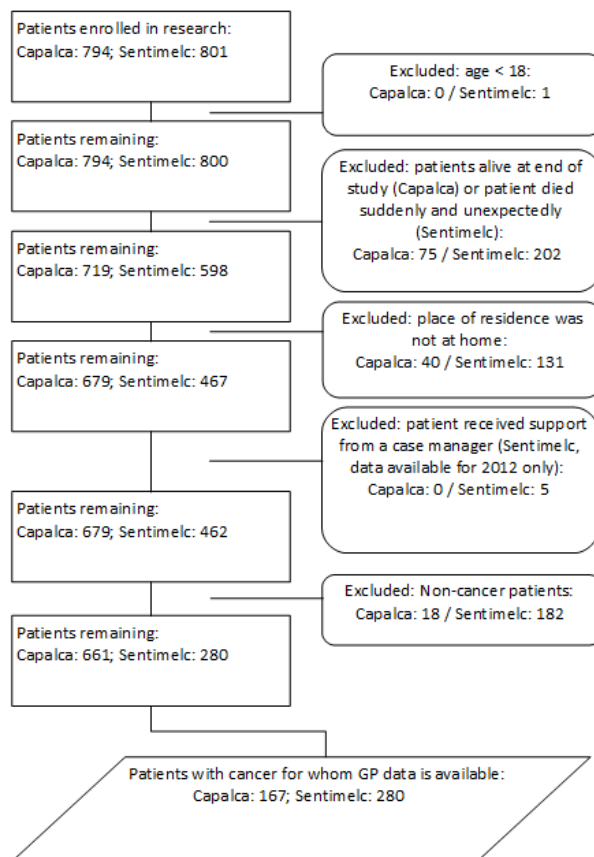 Patients enrolled in research:
Capalca: 794; Sentimelc: 801
Excluded: age < 18:
Capalca: 0 / Sentimelc: 1
Patients remaining:
Capalca: 794; Sentimelc: 800
Excluded: patients alive at end of
study (Capalca) or patient died
suddenly and unexpectedly
(Sentimelc):
Capalca: 75 / Sentimelc: 202
Patients remaining:
Capalca: 719; Sentimelc: 598
Excluded: place of residence was
not at home:
Capalca: 40 / Sentimelc: 131
Patients remaining:
Capalca: 679; Sentimelc: 467
Excluded: patient received support
from a case manager (Sentimelc,
data available for 2012 only):
Capalca: 0 / Sentimelc: 5
Patients remaining:
Capalca: 679; Sentimelc: 462
Excluded: Non-cancer patients:
Capalca: 18 / Sentimelc: 182
Patients remaining:
Capalca: 661; Sentimelc: 280
Patients with cancer for whom GP data is available:
Capalca: 167; Sentimelc: 280